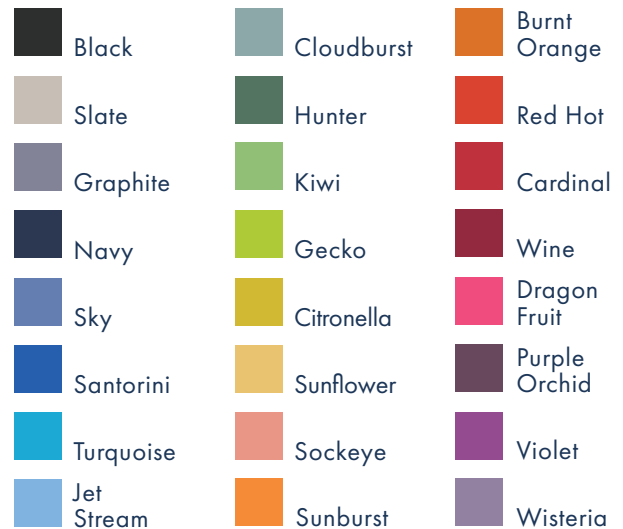 Black
Slate
Graphite
Navy
Sky
Santorini
Turquoise
Jet
Stream
Cloudburst
Hunter
Kiwi
Gecko
Citronella
Sunflower
Sockeye
Sunburst
Burnt
Orange
Red Hot
Cardinal
Wine
Dragon
Fruit
Purple
Orchid
Violet
Wisteria